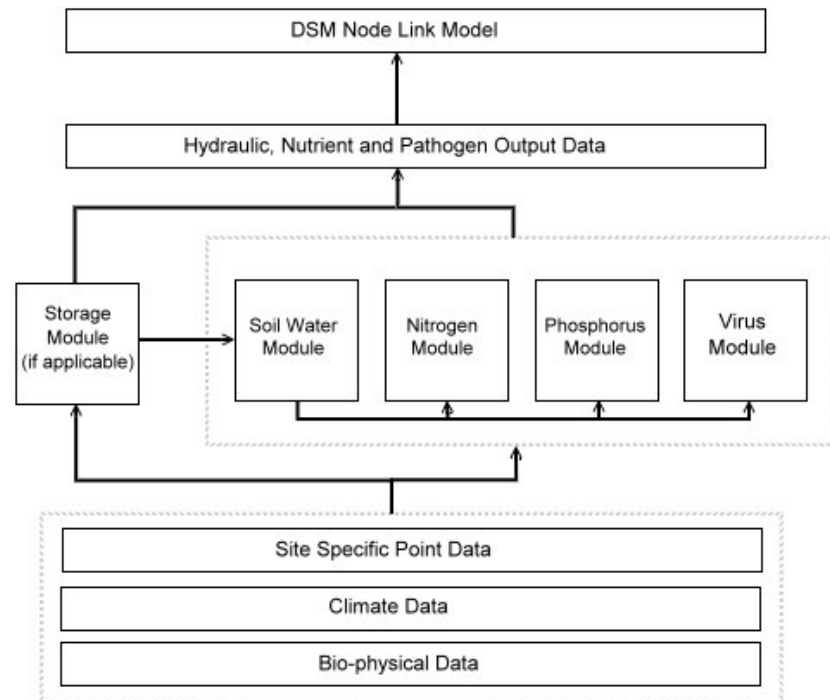 DSM Node Link Model
Hydraulic, Nutrient and Pathogen Output Data
Storage
Module
(if applicable)
Soil Water
Module
Nitrogen
Module
Phosphorus
Module
Virus
Module
Site Specific Point Data
Climate Data
Bio-physical Data